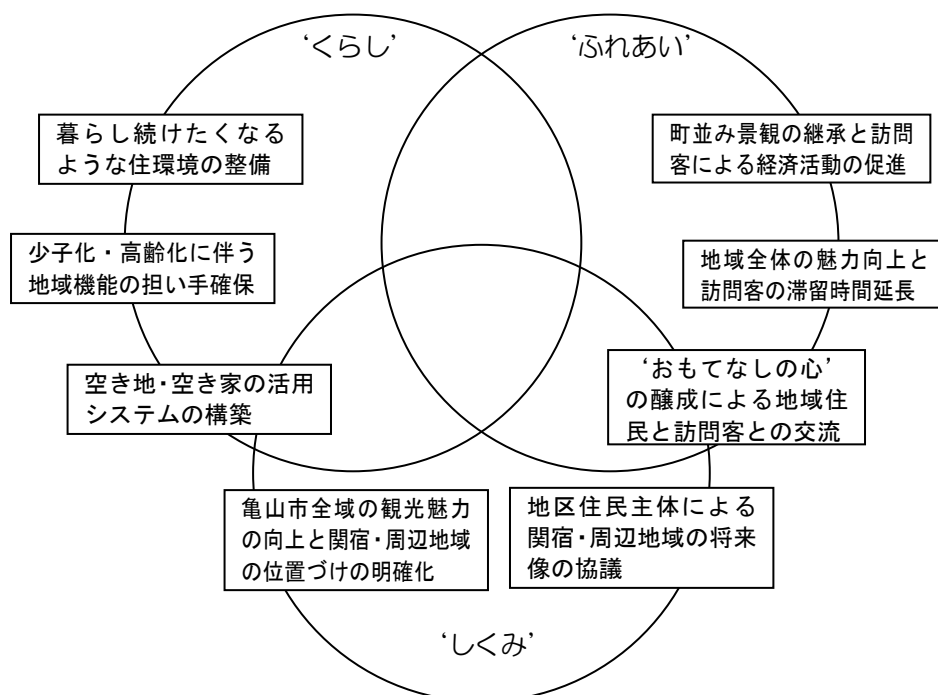 ‘くらし’
‘ふれあい’
暮らし続けたくなる
ような住環境の整備
町並み景観の継承と訪問
客による経済活動の促進
少子化・高齢化に伴う
地域機能の担い手確保
地域全体の魅力向上と
訪問客の滞留時間延長
空き地・空き家の活用
システムの構築
‘おもてなしの心’
の醸成による地域住
民と訪問客との交流
亀山市全域の観光魅力
の向上と関宿・周辺地域
の位置づけの明確化
地区住民主体による
関宿・周辺地域の将来
像の協議
‘しくみ’